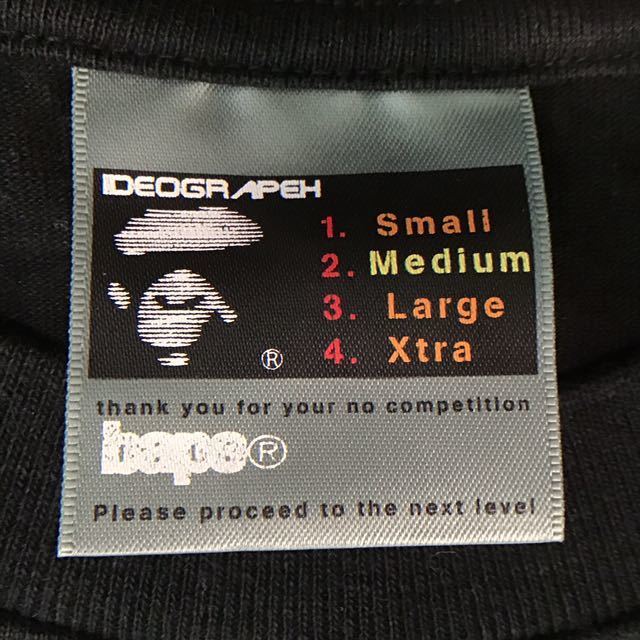 IDEOGRAPEH
1. Small
2. Medium
3. Large
4. Xtra
®
thank you for your no competition
bape®
Please proceed to the next level